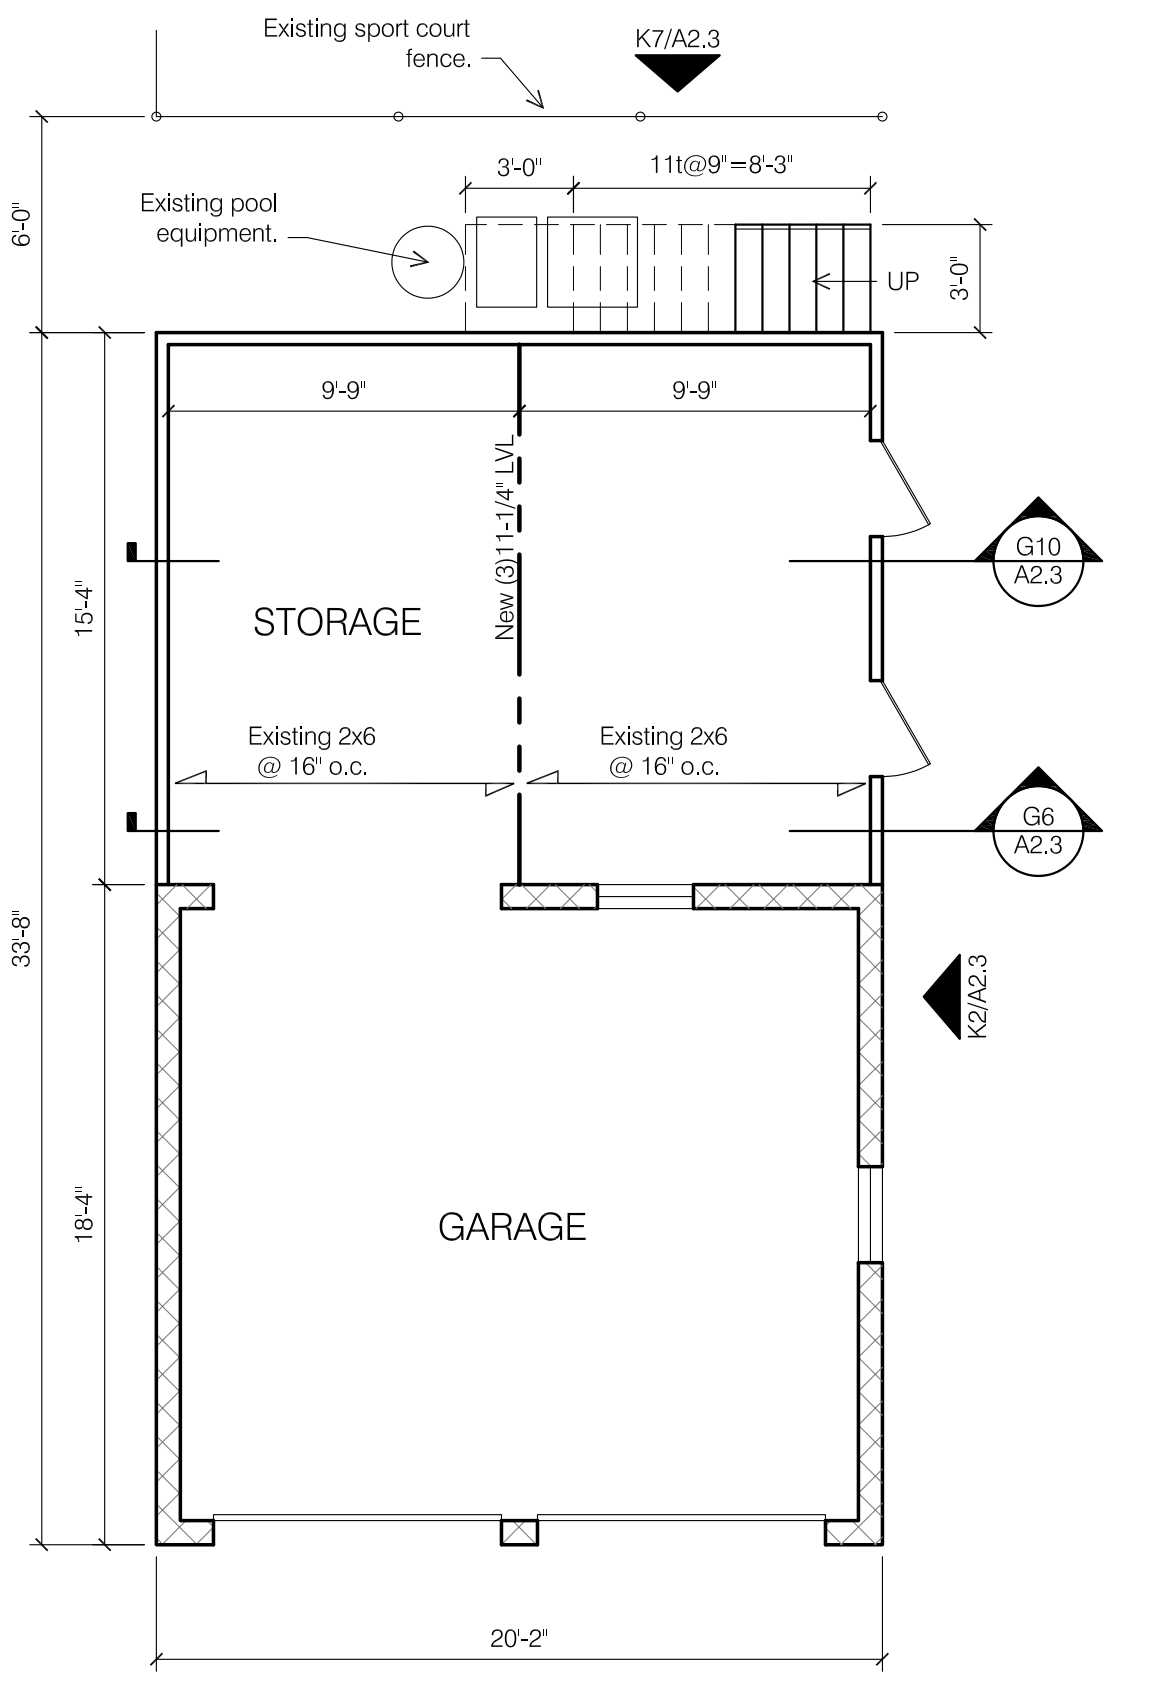 Existing sport court
fence.
K7/A2.3
3'-0"
11t@9"=8'-3"
Existing pool
equipment.
6'-0"
UP
3'-0"
9'-9"
9'-9"
New (3)11-1/4" LVL
G10
A2.3
15'-4"
STORAGE
Existing 2x6
@ 16" o.c.
Existing 2x6
@ 16" o.c.
G6
A2.3
33'-8"
K2/A2.3
18'-4"
GARAGE
20'-2"